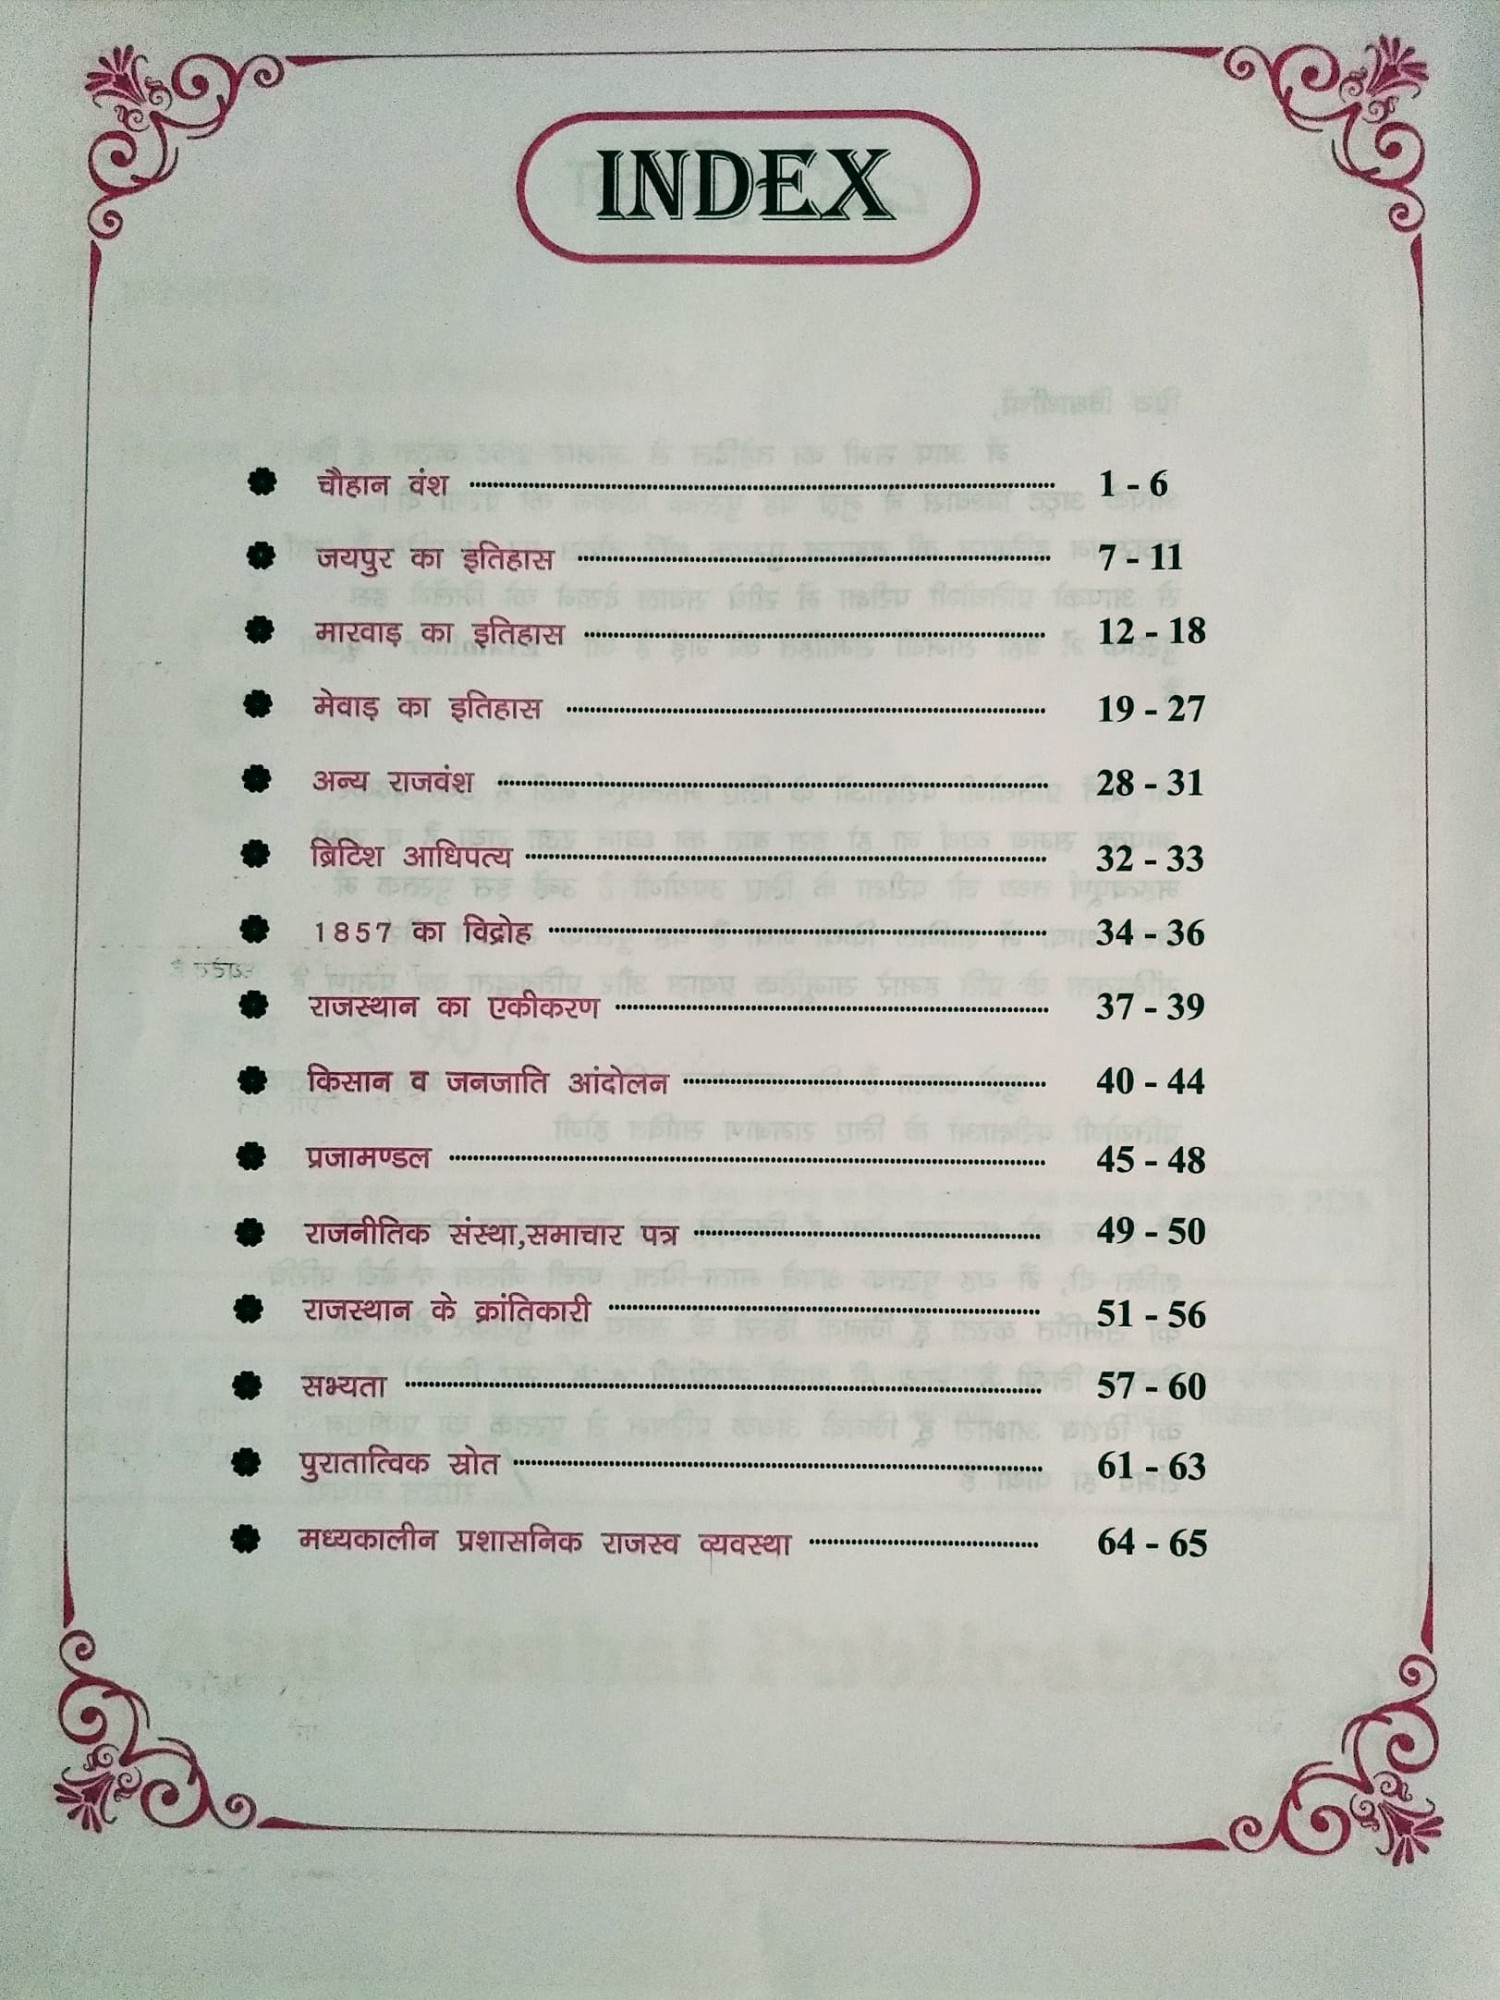 INDEX
चौहान वंश 1 - 6
जयपुर का इतिहास 7 - 11
मारवाड़ का इतिहास 12 - 18
मेवाड़ का इतिहास 19 - 27
अन्य राजवंश 28 - 31
ब्रिटिश आधिपत्य 32 - 33
1857 का विद्रोह 34 - 36
राजस्थान का एकीकरण 37 - 39
किसान व जनजाति आंदोलन 40 - 44
प्रजामण्डल 45 - 48
राजनीतिक संस्था,समाचार पत्र 49 - 50
राजस्थान के क्रांतिकारी 51 - 56
सभ्यता 57 - 60
पुरातात्विक स्रोत 61 - 63
मध्यकालीन प्रशासनिक राजस्व व्यवस्था 64 - 65